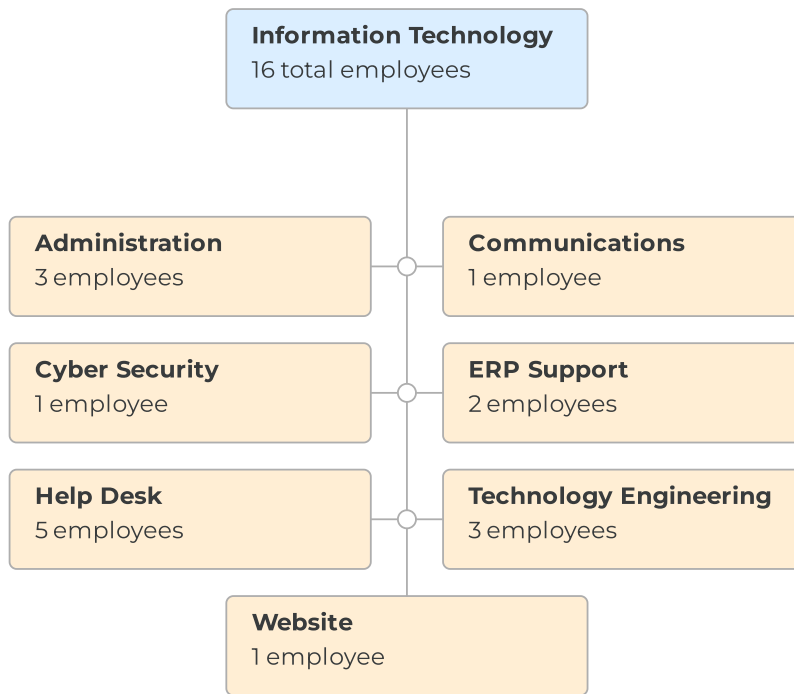 Information Technology
16 total employees
Administration
3 employees
Communications
1 employee
Cyber Security
1 employee
ERP Support
2 employees
Help Desk
5 employees
Technology Engineering
3 employees
Website
1 employee